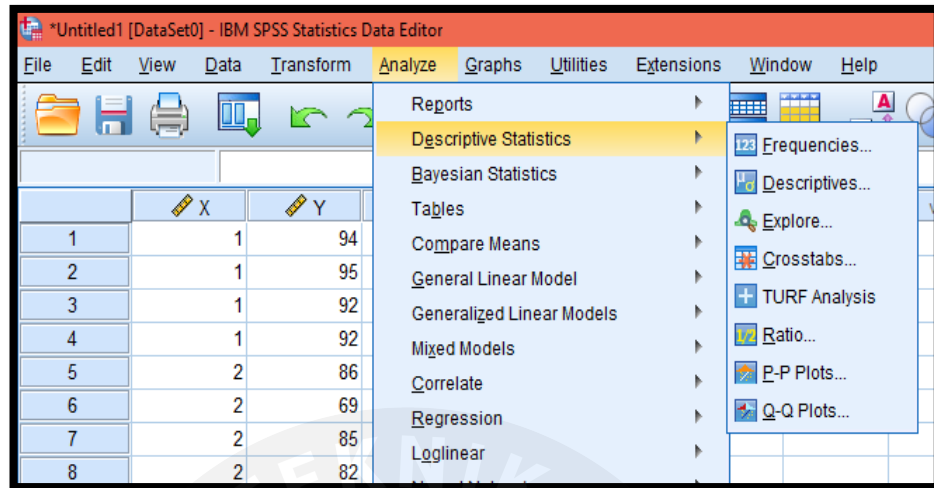 *Untitled1 [DataSet0] - IBM SPSS Statistics Data Editor
File Edit View Data Transform Analyze Graphs Utilities Extensions Window Help
Reports
Descriptive Statistics
Bayesian Statistics
Tables
Compare Means
General Linear Model
Generalized Linear Models
Mixed Models
Correlate
Regression
Loglinear
123 Frequencies...
Descriptives...
Explore...
Crosstabs...
TURF Analysis
1/2 Ratio...
P-P Plots...
Q-Q Plots...
A
X Y
1 1 94
2 1 95
3 1 92
4 1 92
5 2 86
6 2 69
7 2 85
8 2 82